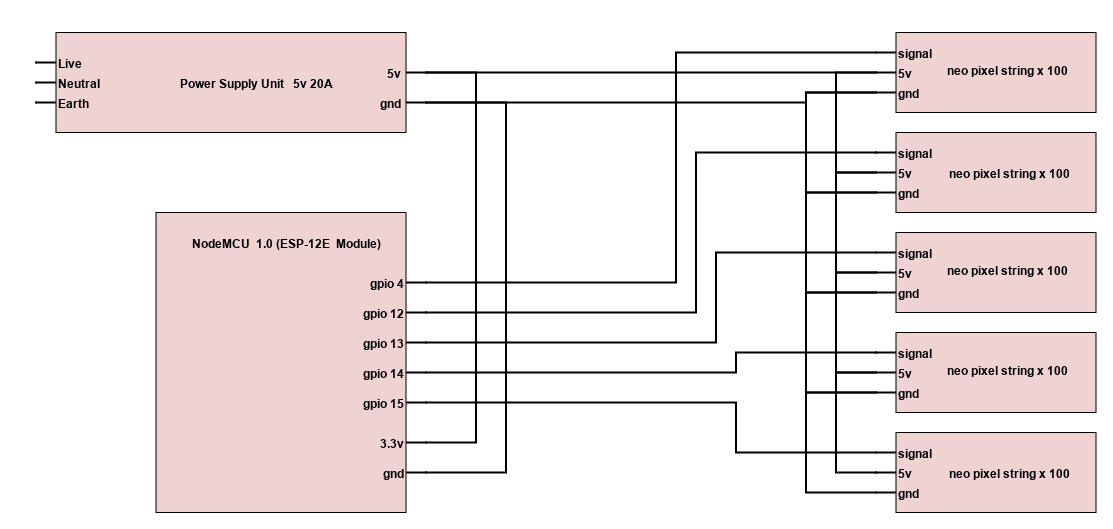 Live
Neutral
Earth
Power Supply Unit 5v 20A
5v
gnd
NodeMCU 1.0 (ESP-12E Module)
gpio 4
gpio 12
gpio 13
gpio 14
gpio 15
3.3v
gnd
signal
5v
gnd
neo pixel string x 100
signal
5v
gnd
neo pixel string x 100
signal
5v
gnd
neo pixel string x 100
signal
5v
gnd
neo pixel string x 100
signal
5v
gnd
neo pixel string x 100